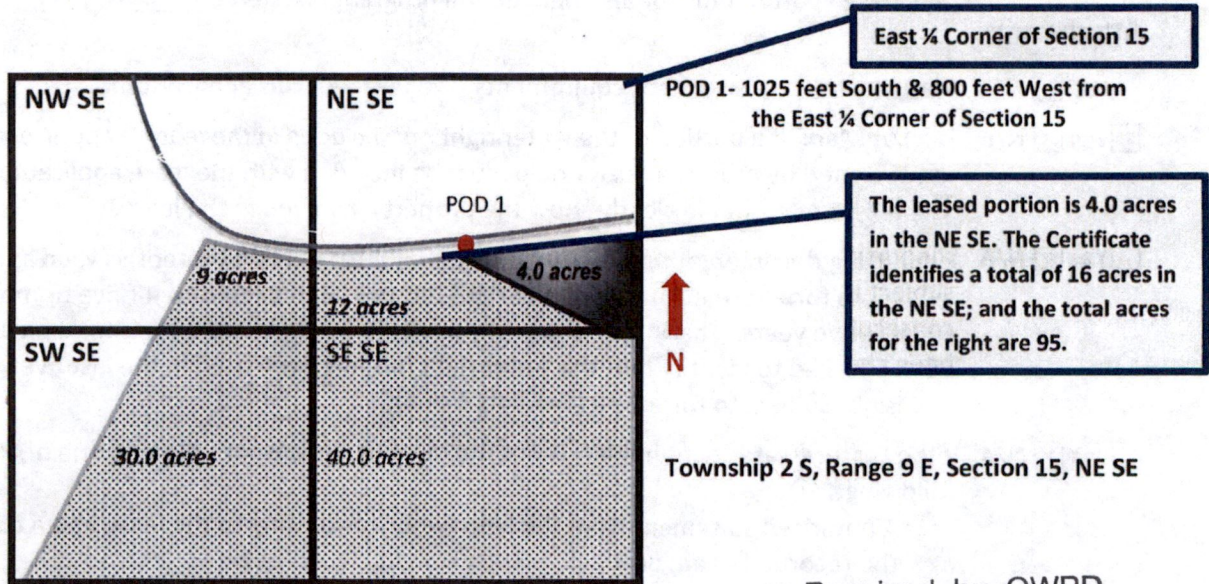 East ¼ Corner of Section 15
NW SE
NE SE
POD 1- 1025 feet South & 800 feet West from
the East ¼ Corner of Section 15
POD 1
The leased portion is 4.0 acres
in the NE SE. The Certificate
identifies a total of 16 acres in
the NE SE; and the total acres
for the right are 95.
9 acres
4.0 acres
12 acres
SW SE
SE SE
N
30.0 acres
40.0 acres
Township 2 S, Range 9 E, Section 15, NE SE